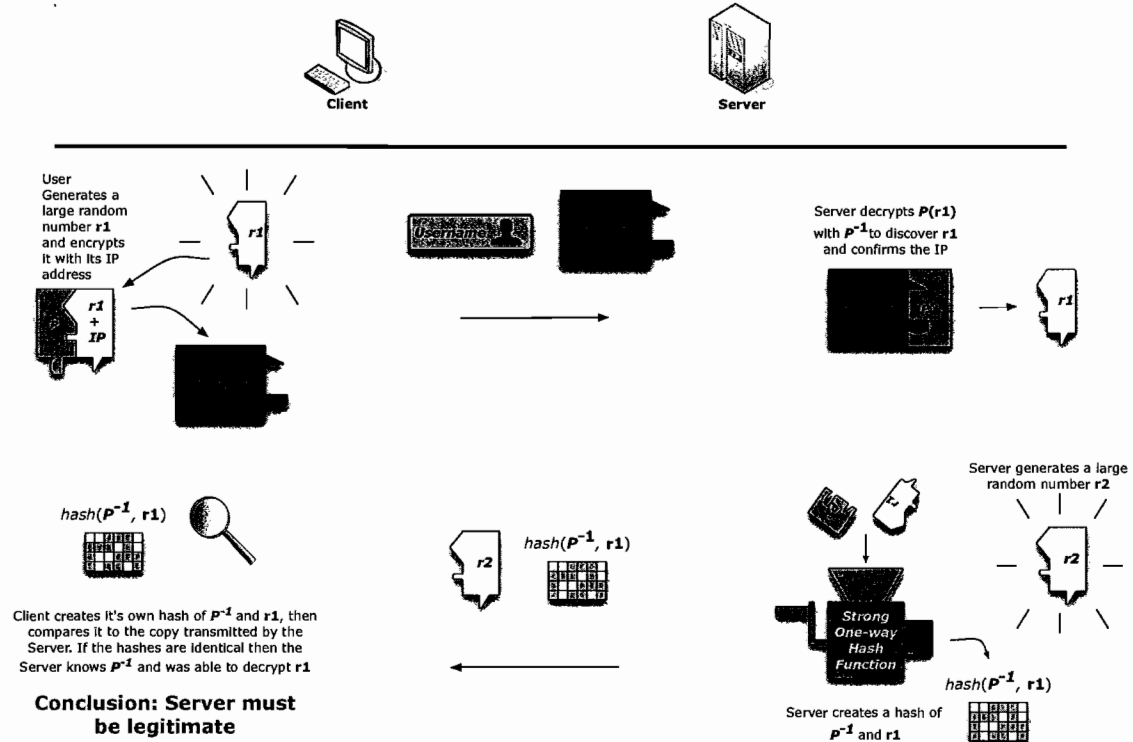 Client
Server
User
Generates a
large random
number r1
and encrypts
it with its IP
address
r1
r1
+
IP
Username
Server decrypts P(r1)
with P⁻¹ to discover r1
and confirms the IP
r1
hash(P⁻¹, r1)
Client creates it's own hash of P⁻¹ and r1, then
compares it to the copy transmitted by the
Server. If the hashes are identical then the
Server knows P⁻¹ and was able to decrypt r1
Conclusion: Server must
be legitimate
r2
hash(P⁻¹, r1)
Server generates a large
random number r2
r1
r2
Strong
One-way
Hash
Function
hash(P⁻¹, r1)
Server creates a hash of
P⁻¹ and r1